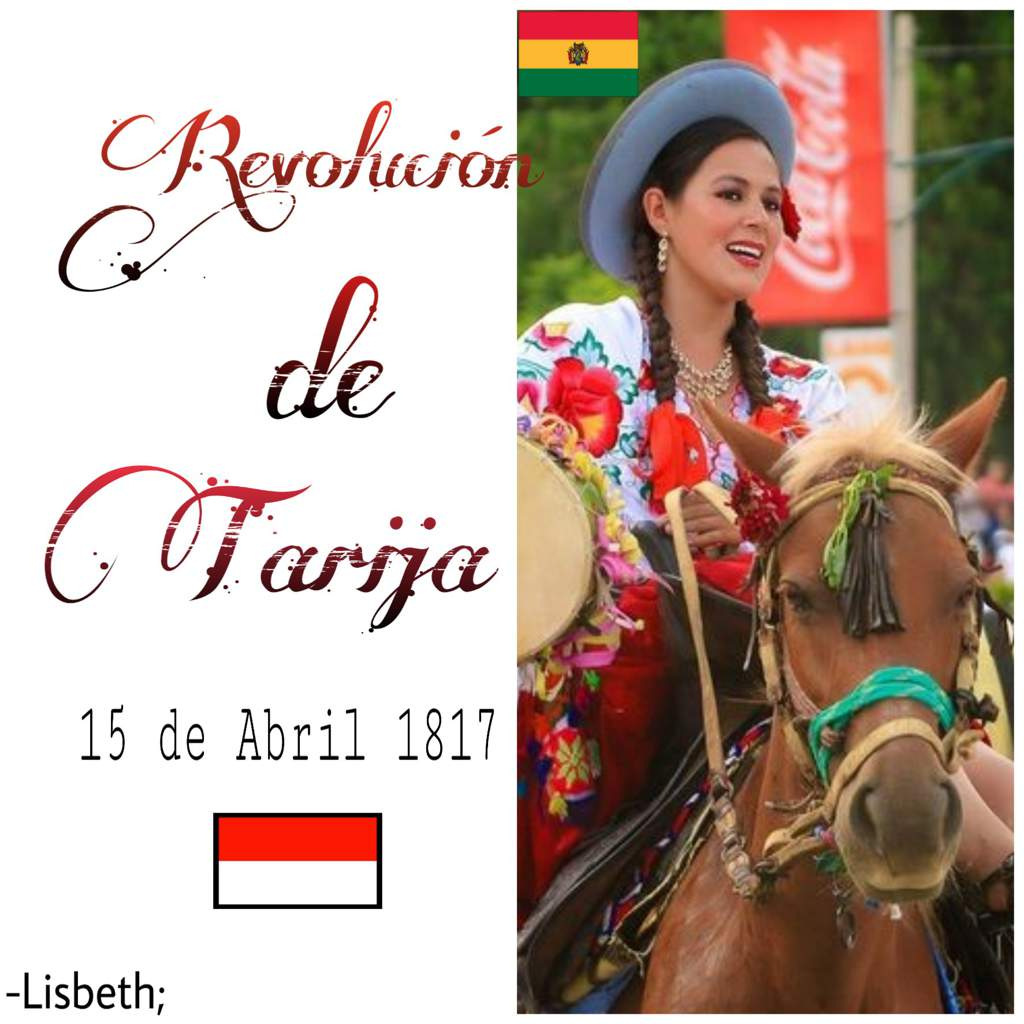 Revolución
de
Tarija
15 de Abril 1817
-Lisbeth;
Coca-Cola